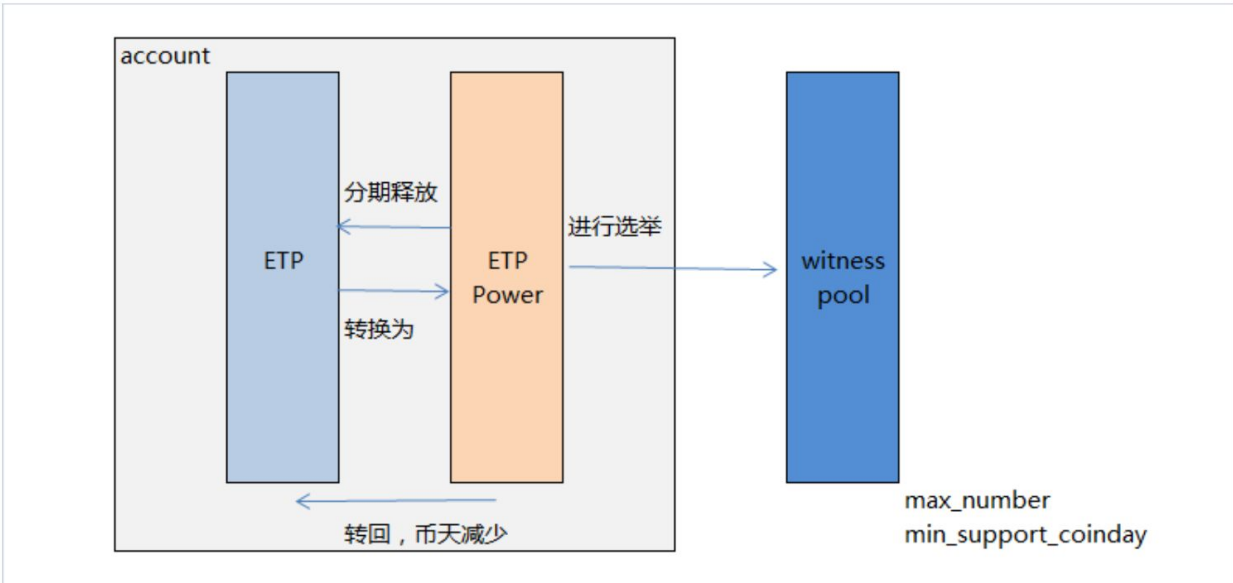 account
分期释放
进行选举
ETP
ETP
Power
witness
pool
转换为
转回，币天减少
max_number
min_support_coinday